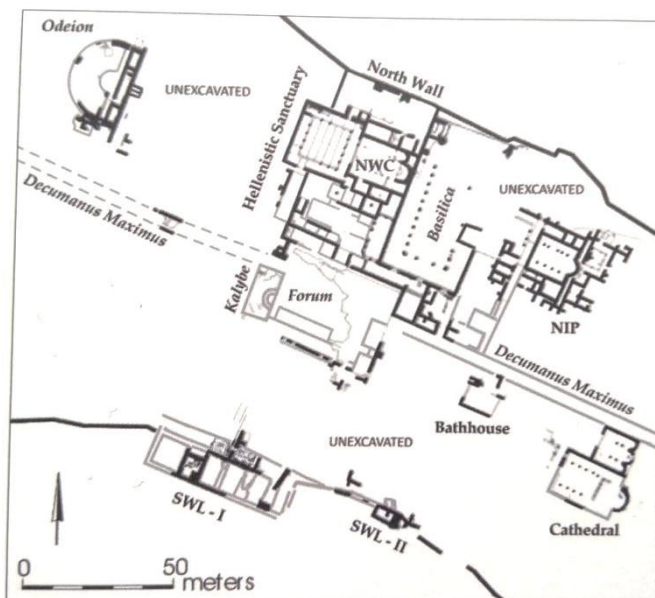 Odeion
UNEXCAVATED
North Wall
Hellenistic Sanctuary
NWC
Basilica
UNEXCAVATED
Decumanus Maximus
Kalybe
Forum
NIP
Decumanus Maximus
Bathhouse
UNEXCAVATED
SWL - I
SWL - II
Cathedral
0 50
meters